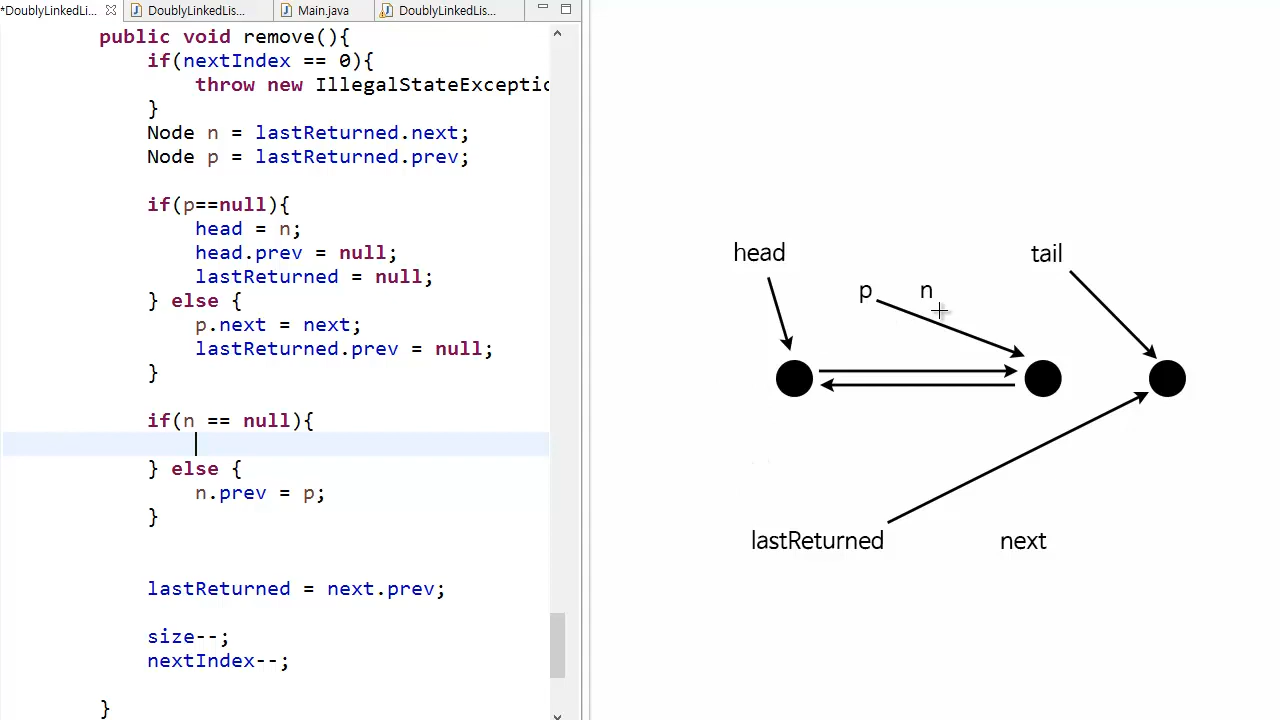 *DoublyLinkedLi... DoublyLinkedLis... Main.java DoublyLinkedLis...
public void remove(){
if(nextIndex == 0){
throw new IllegalStateExceptio
}
Node n = lastReturned.next;
Node p = lastReturned.prev;
if(p==null){
head = n;
head.prev = null;
lastReturned = null;
} else {
p.next = next;
lastReturned.prev = null;
}
if(n == null){
} else {
n.prev = p;
}
lastReturned = next.prev;
size--;
nextIndex--;
}
head tail
p n
lastReturned next